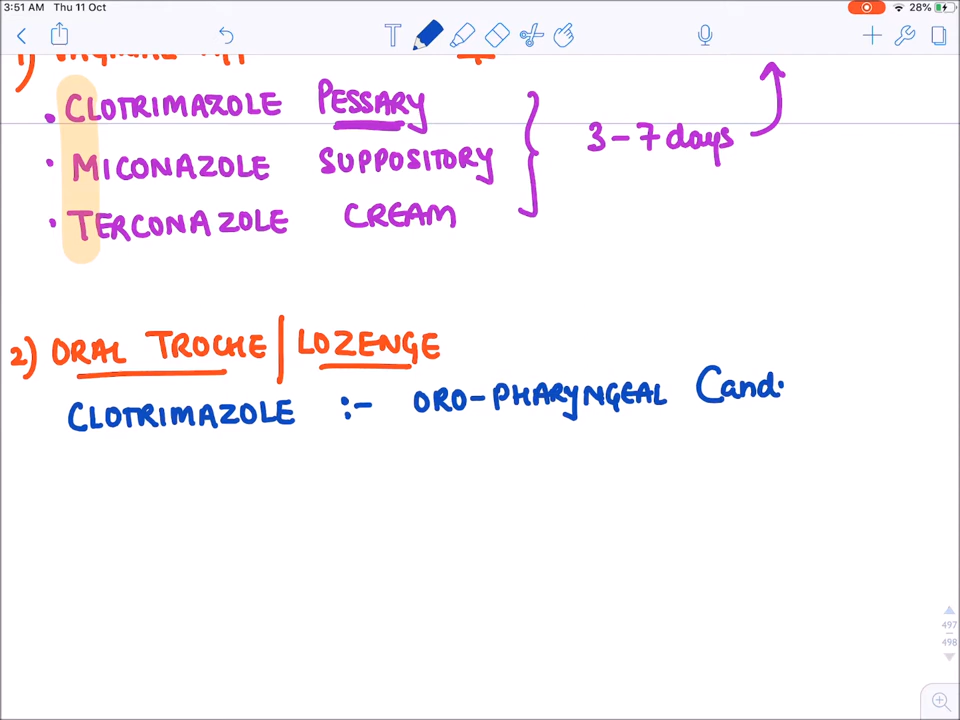 3:51 AM Thu 11 Oct 28%
T
1)
• CLOTRIMAZOLE PESSARY
• MICONAZOLE SUPPOSITORY 3-7 days
• TERCONAZOLE CREAM
2) ORAL TROCHE | LOZENGE
CLOTRIMAZOLE :- ORO-PHARYNGEAL Cand.
497
498